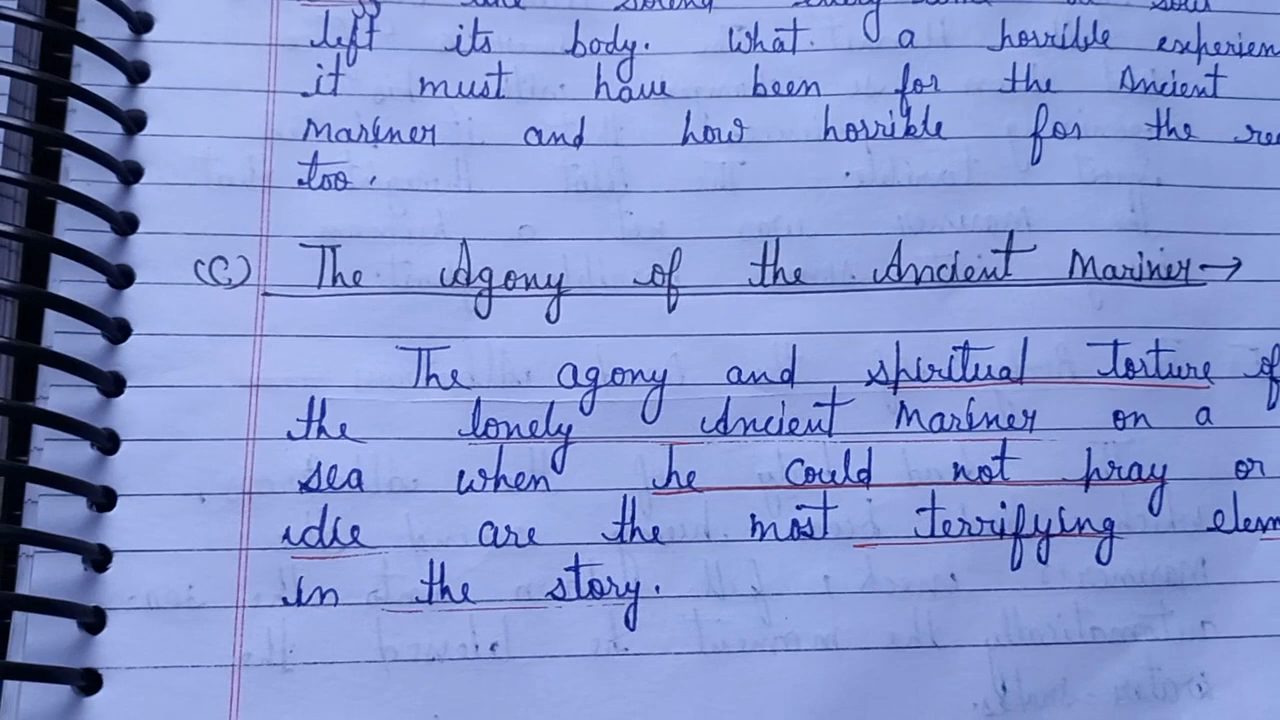 left its body. What a horrible experien
it must have been for the Ancient
Mariner and how horrible for the re
too.
(C) The Agony of the Ancient Mariner →
The agony and spiritual Torture of
the lonely Ancient Mariner on a
sea when he could not pray or
idie are the most terrifying elem
in the story.